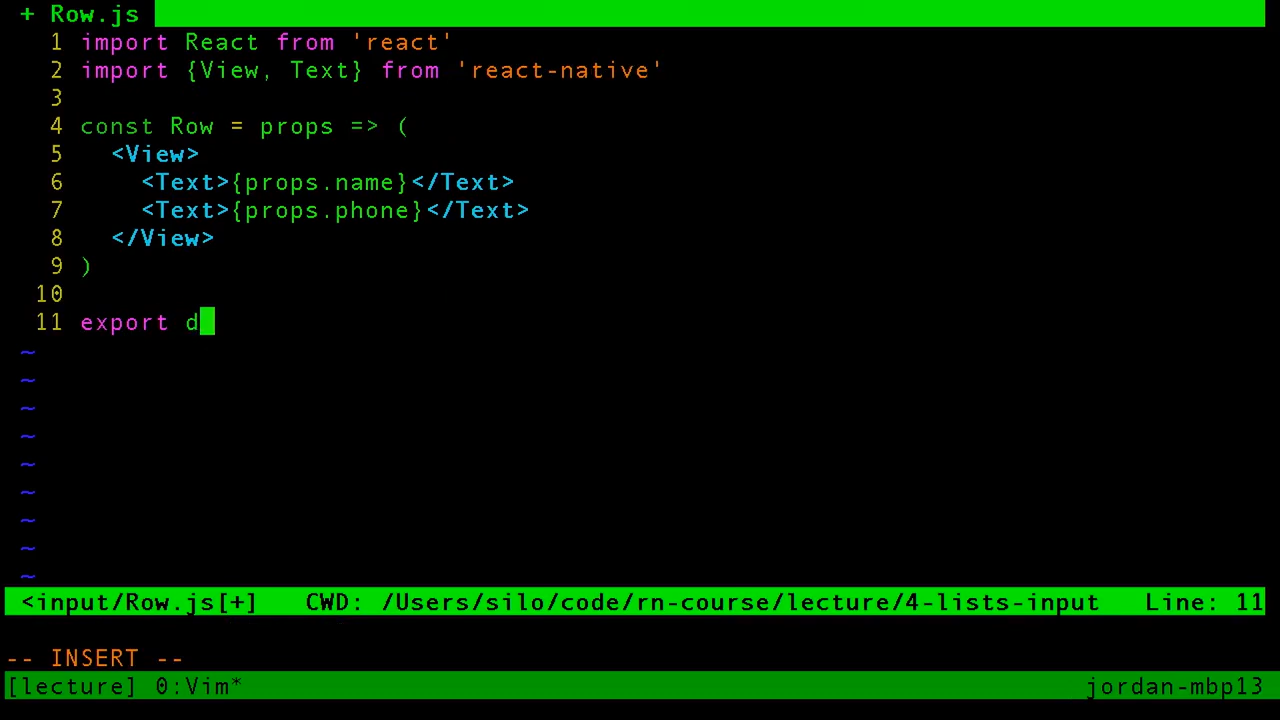 + Row.js
1 import React from 'react'
2 import {View, Text} from 'react-native'
3
4 const Row = props => (
5   <View>
6     <Text>{props.name}</Text>
7     <Text>{props.phone}</Text>
8   </View>
9 )
10
11 export d
~
~
~
~
~
~
~
~
~
<input/Row.js[+]   CWD: /Users/silo/code/rn-course/lecture/4-lists-input   Line: 11
-- INSERT --
[lecture] 0:Vim*   jordan-mbp13